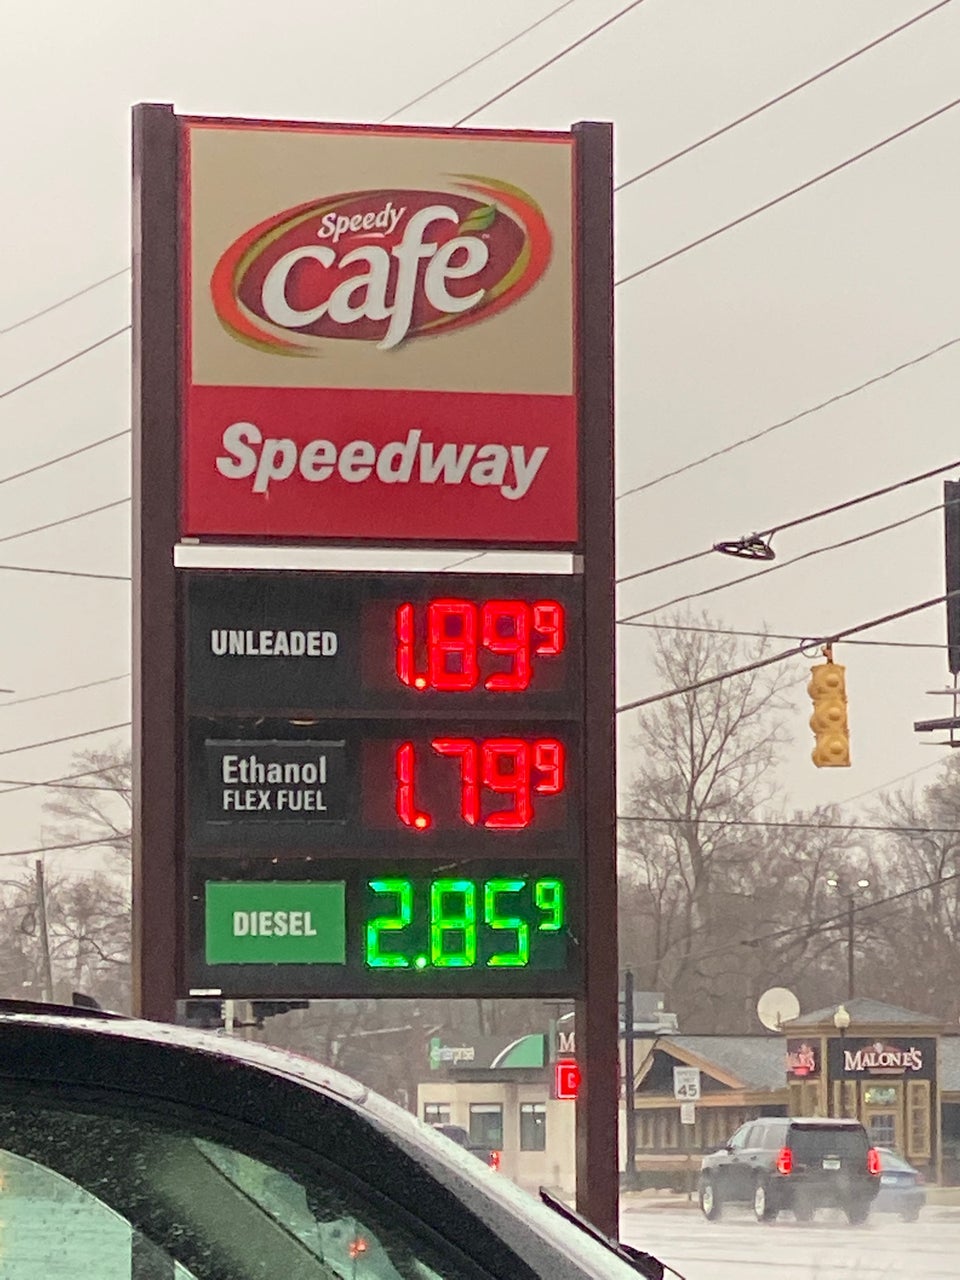 Speedy
café
Speedway
UNLEADED 1.89 9
Ethanol
FLEX FUEL 1.79 9
DIESEL 2.85 9
enterprise
MALONE'S
45